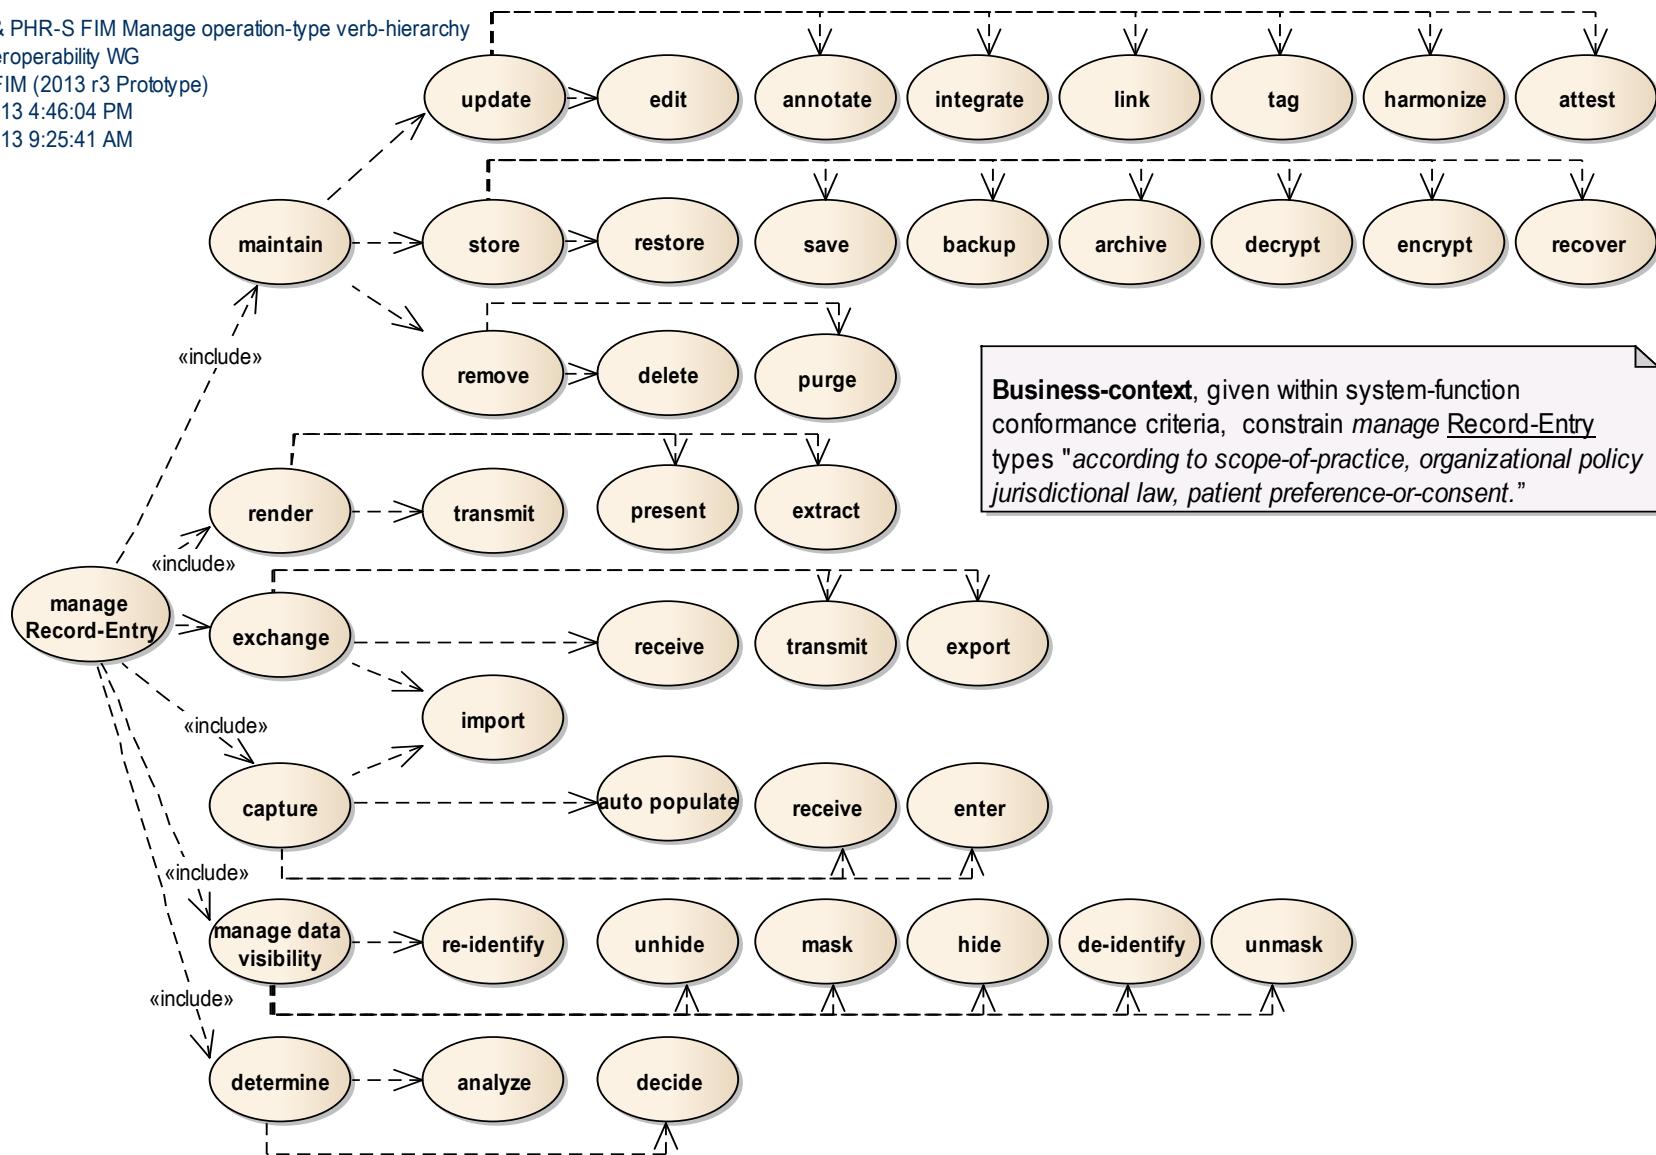 & PHR-S FIM Manage operation-type verb-hierarchy
eroperability WG
FIM (2013 r3 Prototype)
13 4:46:04 PM
13 9:25:41 AM
update
edit
annotate
integrate
link
tag
harmonize
attest
maintain
store
restore
save
backup
archive
decrypt
encrypt
recover
«include»
remove
delete
purge
Business-context, given within system-function
conformance criteria, constrain manage Record-Entry
types "according to scope-of-practice, organizational policy
jurisdictional law, patient preference-or-consent.”
render
transmit
present
extract
«include»
manage
Record-Entry
exchange
receive
transmit
export
import
«include»
capture
auto populate
receive
enter
«include»
manage data
visibility
re-identify
unhide
mask
hide
de-identify
unmask
«include»
determine
analyze
decide